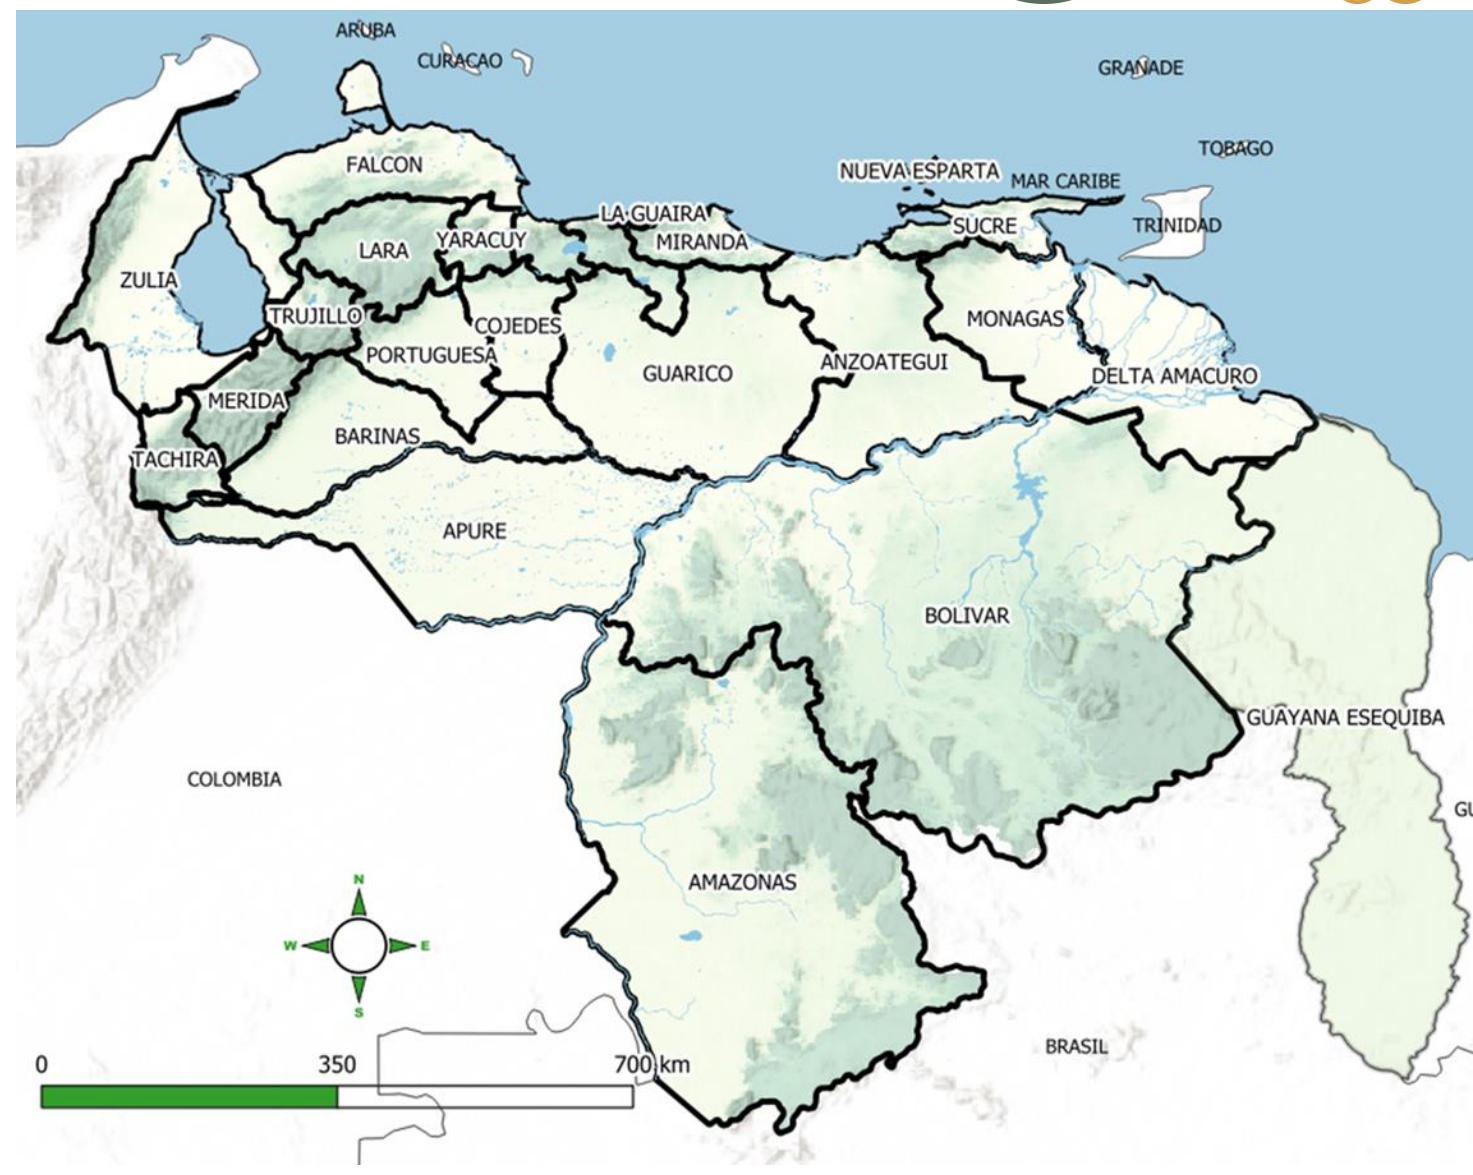 ARUBA
CURACAO
GRANADE
TOBAGO
FALCON
NUEVA ESPARTA
MAR CARIBE
LA GUAIRA
TRINIDAD
SUCRE
LARA
YARACUY
MIRANDA
ZULIA
TRUJILLO
COJEDES
MONAGAS
PORTUGUESA
GUARICO
ANZOATEGUI
DELTA AMACURO
MERIDA
BARINAS
TACHIRA
APURE
BOLIVAR
GUAYANA ESEQUIBA
COLOMBIA
GU
AMAZONAS
N
W
E
S
BRASIL
0
350
700 km